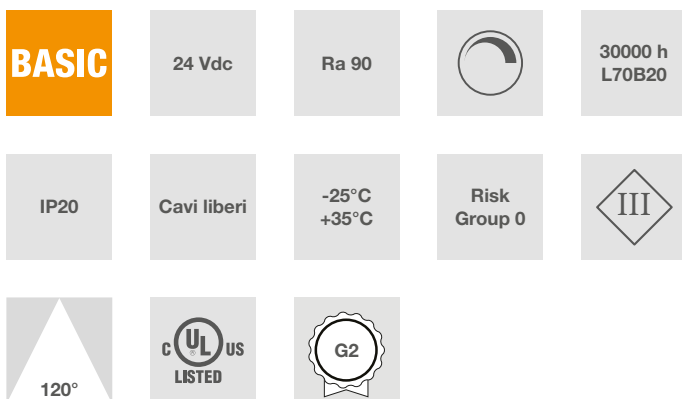 BASIC
24 Vdc
Ra 90
30000 h
L70B20
IP20
Cavi liberi
-25°C
+35°C
Risk
Group 0
III
120°
C UL® US
LISTED
G2